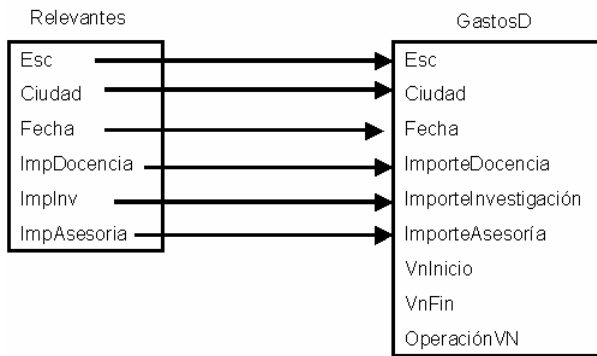 Relevantes
Esc
Ciudad
Fecha
ImpDocencia
ImpInv
ImpAsesoria
GastosD
Esc
Ciudad
Fecha
ImporteDocencia
ImporteInvestigación
ImporteAsesoría
VnInicio
VnFin
OperaciónVN